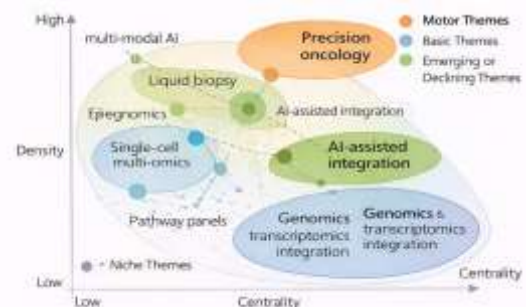 High
multi-modal AI
Precision
oncology
Motor Themes
Basic Themes
Emerging or
Declining Themes
Liquid biopsy
Epiegnomics
AI-assisted integration
Density
Single-cell
multi-omics
AI-assisted
integration
Pathway panels
Genomics
transcriptomics
integration
Genomics &
transcriptomics
integration
Niche Themes
Low
Low
Centrality
Centrality